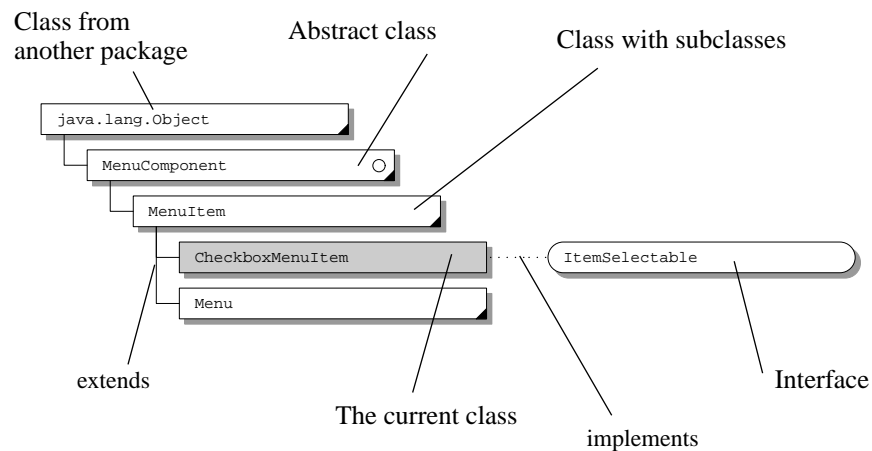 Class from
another package
Abstract class
Class with subclasses
java.lang.Object
MenuComponent
MenuItem
CheckboxMenuItem
ItemSelectable
Menu
extends
The current class
Interface
implements